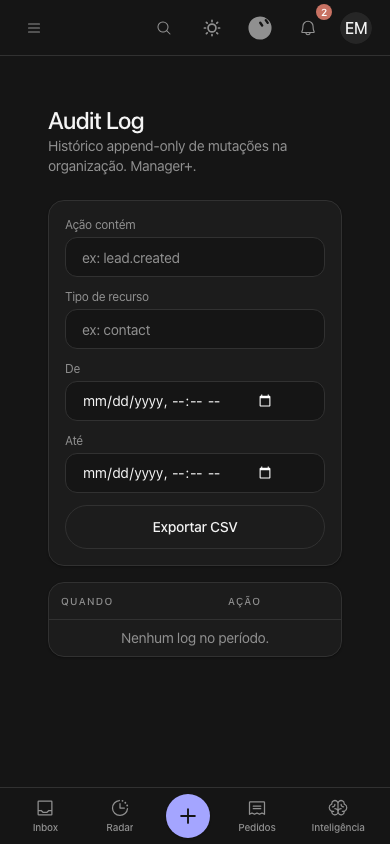 2
EM
Audit Log
Histórico append-only de mutações na
organização. Manager+.
Ação contém
ex: lead.created
Tipo de recurso
ex: contact
De
mm/dd/yyyy, --:-- --
Até
mm/dd/yyyy, --:-- --
Exportar CSV
QUANDO AÇÃO
Nenhum log no período.
Inbox Radar Pedidos Inteligência